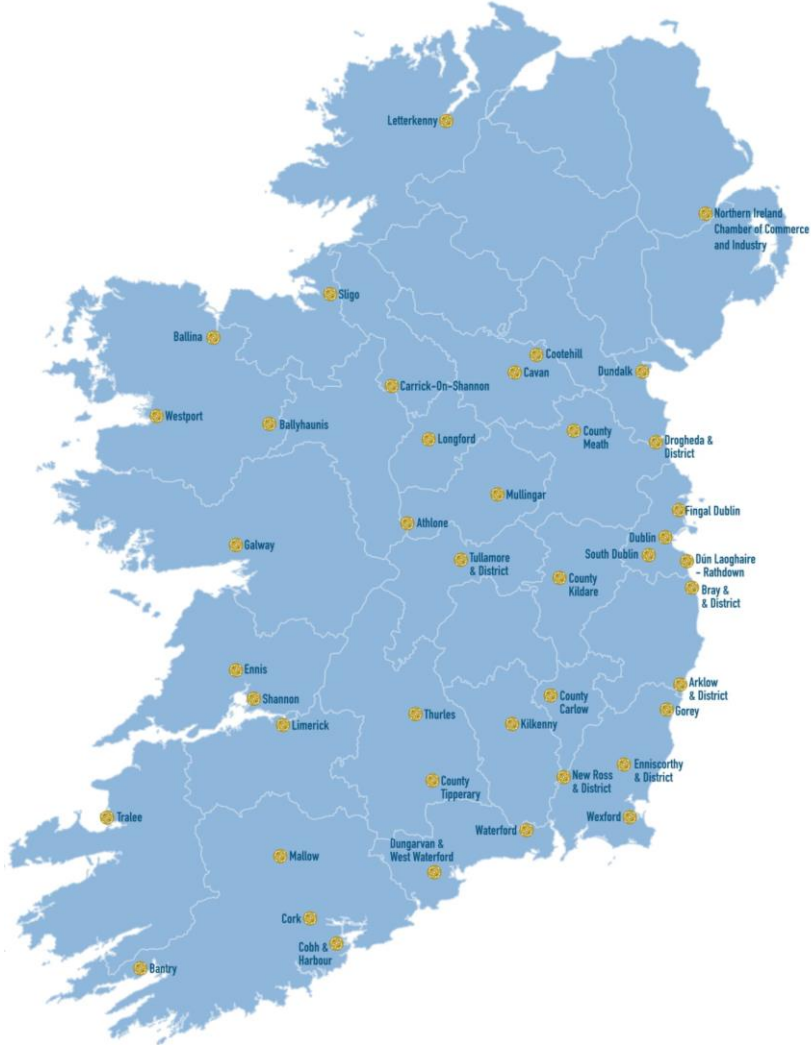 Letterkenny
Northern Ireland
Chamber of Commerce
and Industry
Sligo
Ballina
Cootehill
Cavan
Dundalk
Carrick-On-Shannon
Westport
Ballyhaunis
Longford
County
Meath
Drogheda &
District
Mullingar
Fingal Dublin
Athlone
Dublin
Galway
South Dublin
Tullamore
& District
Dún Laoghaire
- Rathdown
County
Kildare
Bray &
& District
Ennis
Arklow
& District
Shannon
County
Carlow
Gorey
Thurles
Limerick
Kilkenny
Enniscorthy
& District
New Ross
& District
County
Tipperary
Tralee
Wexford
Waterford
Dungarvan &
West Waterford
Mallow
Cork
Cobh &
Harbour
Bantry